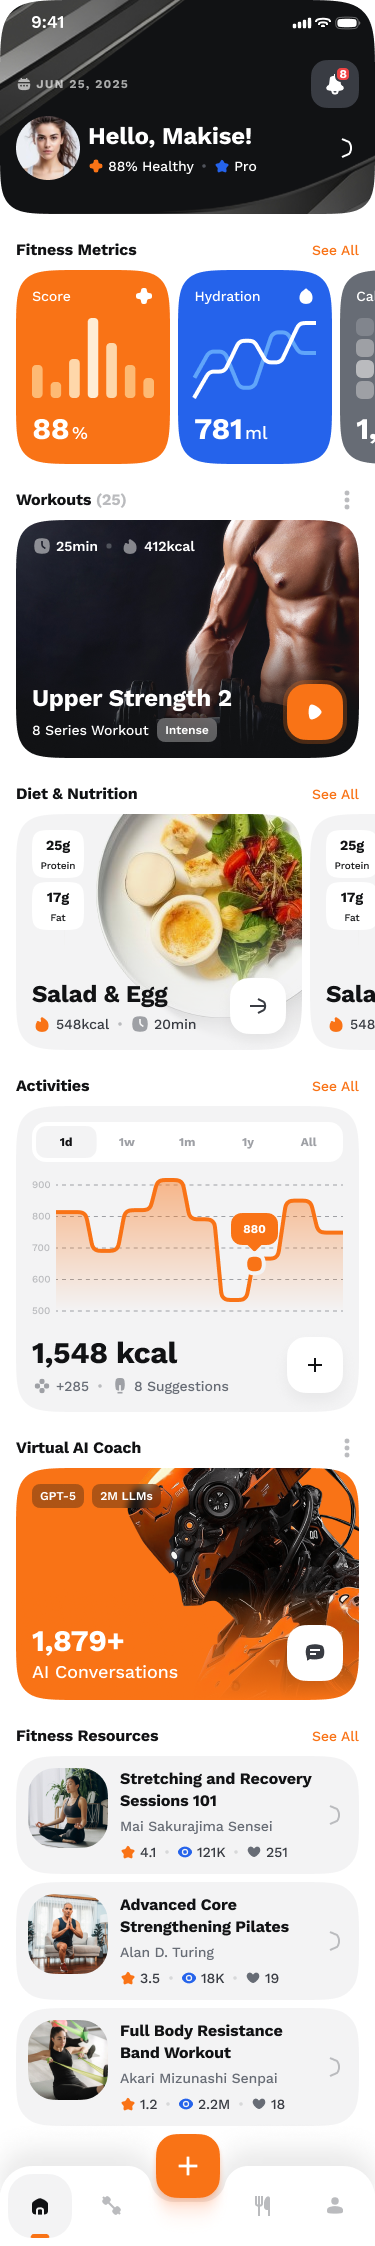 9:41
JUN 25, 2025
8
Hello, Makise!
88% Healthy • Pro
Fitness Metrics See All
Score
88 %
Hydration
781 ml
Workouts (25)
25min • 412kcal
Upper Strength 2
8 Series Workout Intense
Diet & Nutrition See All
25g
Protein
17g
Fat
Salad & Egg
548kcal • 20min
25g
Protein
17g
Fat
Activities See All
1d 1w 1m 1y All
900
800
700
600
500
880
1,548 kcal
+285 • 8 Suggestions
Virtual AI Coach
GPT-5 2M LLMs
1,879+
AI Conversations
Fitness Resources See All
Stretching and Recovery
Sessions 101
Mai Sakurajima Sensei
4.1 • 121K • 251
Advanced Core
Strengthening Pilates
Alan D. Turing
3.5 • 18K • 19
Full Body Resistance
Band Workout
Akari Mizunashi Senpai
1.2 • 2.2M • 18